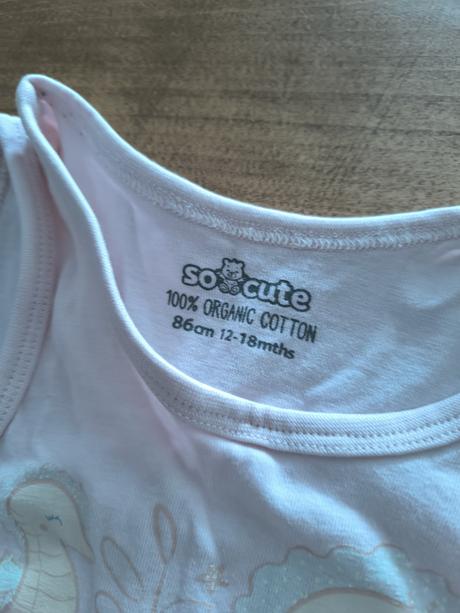 so cute
100% ORGANIC COTTON
86cm 12-18mths